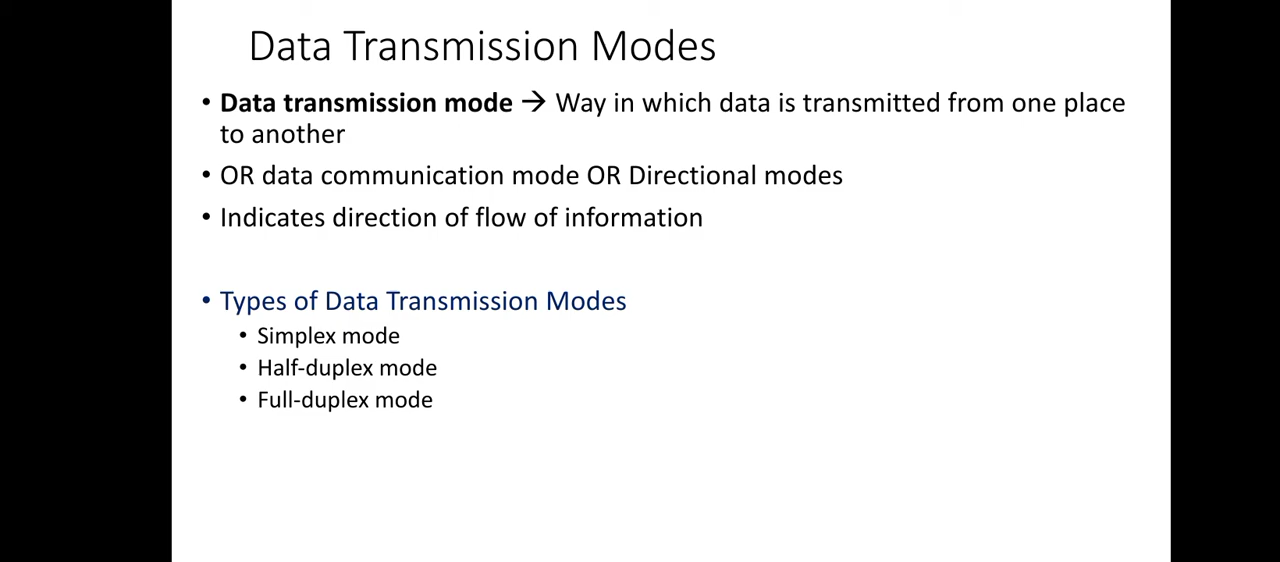 Data Transmission Modes
• Data transmission mode → Way in which data is transmitted from one place
to another
• OR data communication mode OR Directional modes
• Indicates direction of flow of information
• Types of Data Transmission Modes
• Simplex mode
• Half-duplex mode
• Full-duplex mode